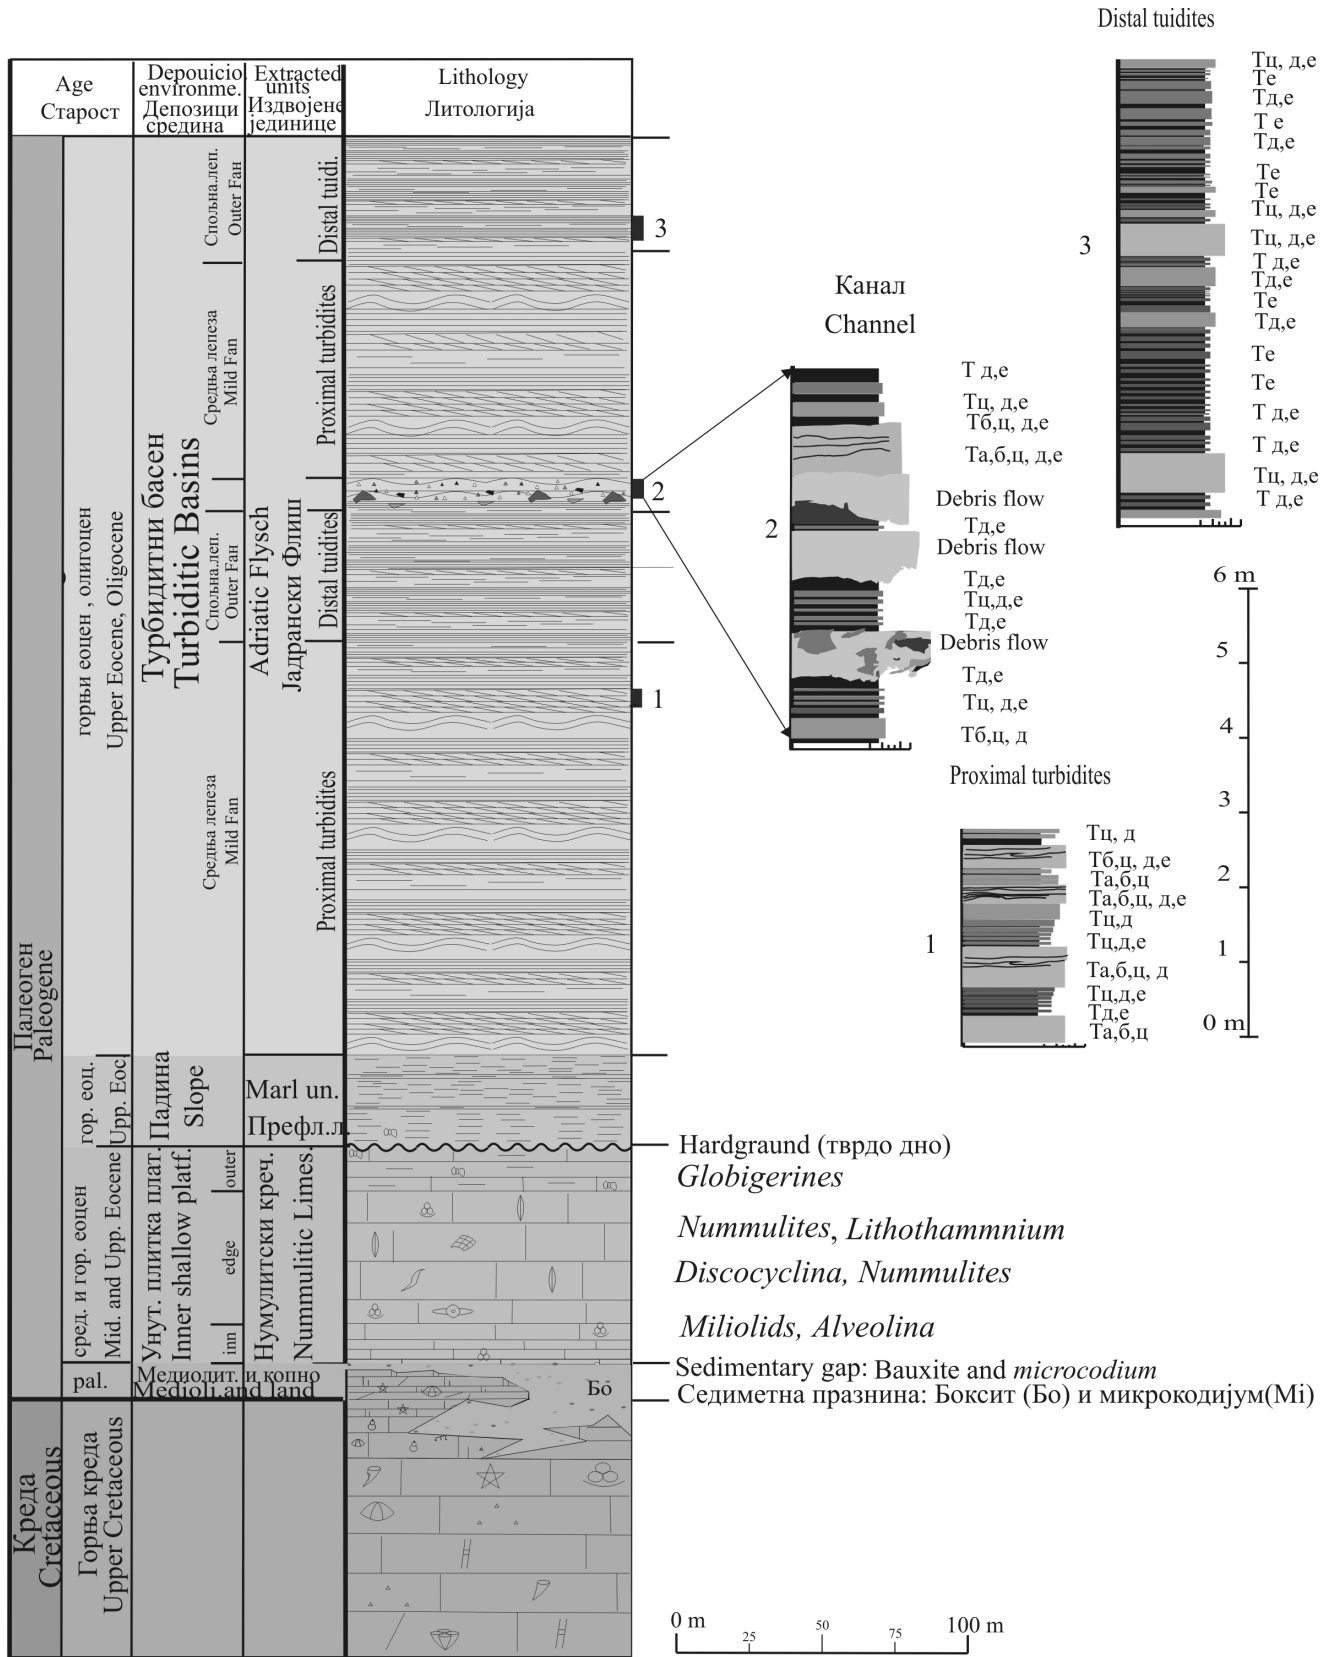 Distal tuidites
Age
Старост
Depouicio.
environme.
Депозици
средина
Extracted
units
Издвојене
јединице
Lithology
Литологија
Палеоген
Paleogene
горњи еоцен , олигоцен
Upper Eocene, Oligocene
Турбидитни басен
Turbiditic Basins
Спољна.леп.
Outer Fan
Средња лепеза
Mild Fan
Спољна.леп.
Outer Fan
Средња лепеза
Mild Fan
Adriatic Flysch
Јадрански Флиш
Distal tuidi.
Proximal turbidites
Distal tuidites
Proximal turbidites
3
2
1
гор. еоц.
Upp. Eoc.
Падина
Slope
Marl un.
Префл.л.
сред. и гор. еоцен
Mid. and Upp. Eocene
Унут. плитка плат.
Inner shallow platf.
outer
edge
inn
Нумулитски креч.
Nummulitic Limes.
pal.
Медиолит. и копно
Medioli.and land
Бо
Креда
Cretaceous
Горња креда
Upper Cretaceous
Hardgraund (тврдо дно)
Globigerines
Nummulites, Lithothammnium
Discocyclina, Nummulites
Miliolids, Alveolina
Sedimentary gap: Bauxite and microcodium
Седиметна празнина: Боксит (Бо) и микрокодијум(Mi)
0 m
25
50
75
100 m
Канал
Channel
2
Т д,е
Тц, д,е
Тб,ц, д,е
Та,б,ц, д,е
Debris flow
Тд,е
Debris flow
Тд,е
Тц,д,е
Тд,е
Debris flow
Тд,е
Тц, д,е
Тб,ц, д
3
Тц, д,е
Те
Тд,е
Т е
Тд,е
Те
Те
Тц, д,е
Тц, д,е
Т д,е
Тд,е
Те
Тд,е
Те
Те
Т д,е
Т д,е
Тц, д,е
Т д,е
Proximal turbidites
1
Тц, д
Тб,ц, д,е
Та,б,ц
Та,б,ц, д,е
Тц,д
Тц,д,е
Та,б,ц, д
Тц,д,е
Тд,е
Та,б,ц
6 m
5
4
3
2
1
0 m